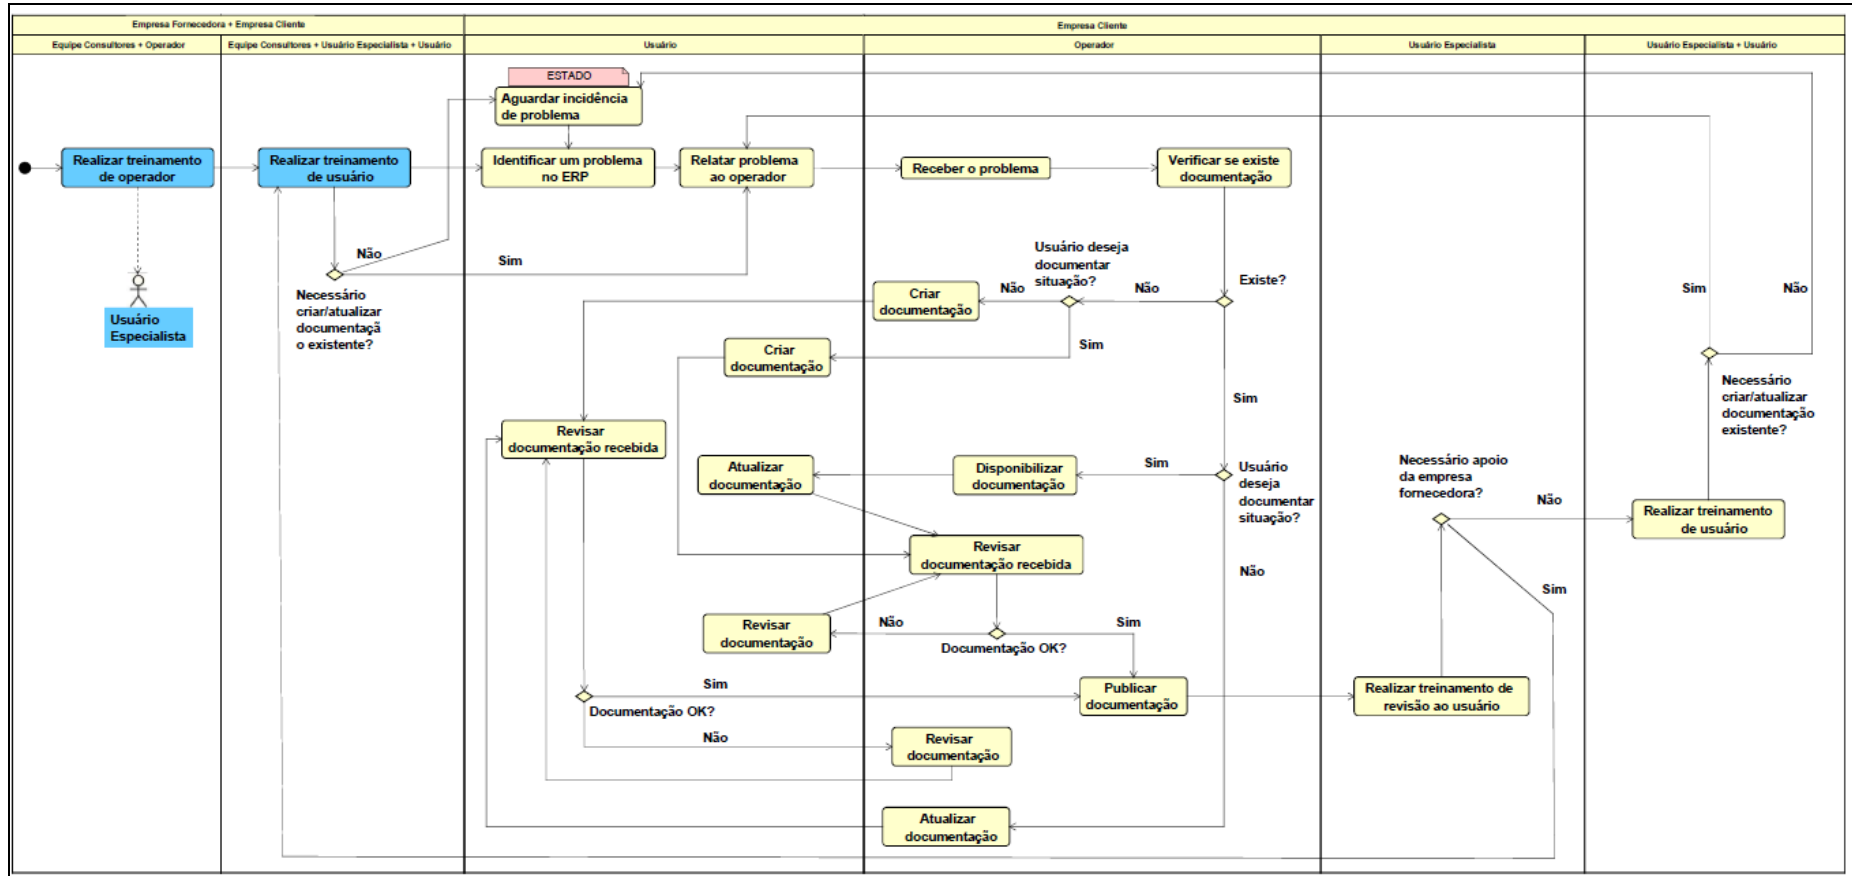 Empresa Fornecedora + Empresa Cliente
Empresa Cliente
Equipe Consultores + Operador
Equipe Consultores + Usuário Especialista + Usuário
Usuário
Operador
Usuário Especialista
Usuário Especialista + Usuário
ESTADO
Aguardar incidência
de problema
Realizar treinamento
de operador
Realizar treinamento
de usuário
Identificar um problema
no ERP
Relatar problema
ao operador
Receber o problema
Verificar se existe
documentação
Usuário
Especialista
Não
Sim
Necessário
criar/atualizar
documentaçã
o existente?
Usuário deseja
documentar
situação?
Existe?
Não
Não
Criar
documentação
Sim
Criar
documentação
Sim
Revisar
documentação recebida
Atualizar
documentação
Disponibilizar
documentação
Sim
Usuário
deseja
documentar
situação?
Não
Revisar
documentação recebida
Revisar
documentação
Não
Sim
Documentação OK?
Sim
Documentação OK?
Não
Publicar
documentação
Revisar
documentação
Atualizar
documentação
Realizar treinamento de
revisão ao usuário
Necessário apoio
da empresa
fornecedora?
Não
Sim
Realizar treinamento
de usuário
Sim
Não
Necessário
criar/atualizar
documentação
existente?